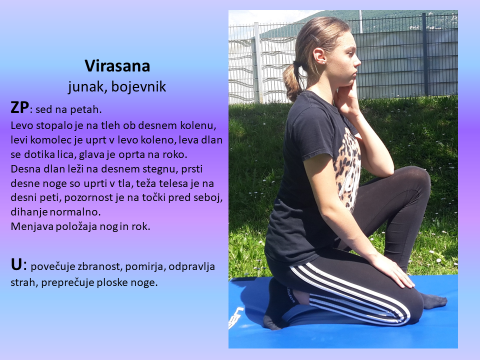 Virasana
junak, bojevnik
ZP: sed na petah.
Levo stopalo je na tleh ob desnem kolenu,
levi komolec je uprt v levo koleno, leva dlan
se dotika lica, glava je oprta na roko.
Desna dlan leži na desnem stegnu, prsti
desne noge so uprti v tla, teža telesa je na
desni peti, pozornost je na točki pred seboj,
dihanje normalno.
Menjava položaja nog in rok.
U: povečuje zbranost, pomirja, odpravlja
strah, preprečuje ploske noge.